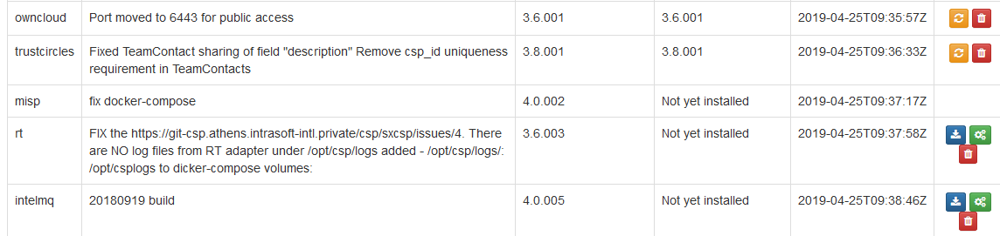 owncloud Port moved to 6443 for public access 3.6.001 3.6.001 2019-04-25T09:35:57Z
trustcircles Fixed TeamContact sharing of field "description" Remove csp_id uniqueness 3.8.001 3.8.001 2019-04-25T09:36:33Z
requirement in TeamContacts
misp fix docker-compose 4.0.002 Not yet installed 2019-04-25T09:37:17Z
rt FIX the https://git-csp.athens.intrasoft-intl.private/csp/sxcsp/issues/4. There 3.6.003 Not yet installed 2019-04-25T09:37:58Z
are NO log files from RT adapter under /opt/csp/logs added - /opt/csp/logs/:
/opt/csplogs to dicker-compose volumes:
intelmq 20180919 build 4.0.005 Not yet installed 2019-04-25T09:38:46Z